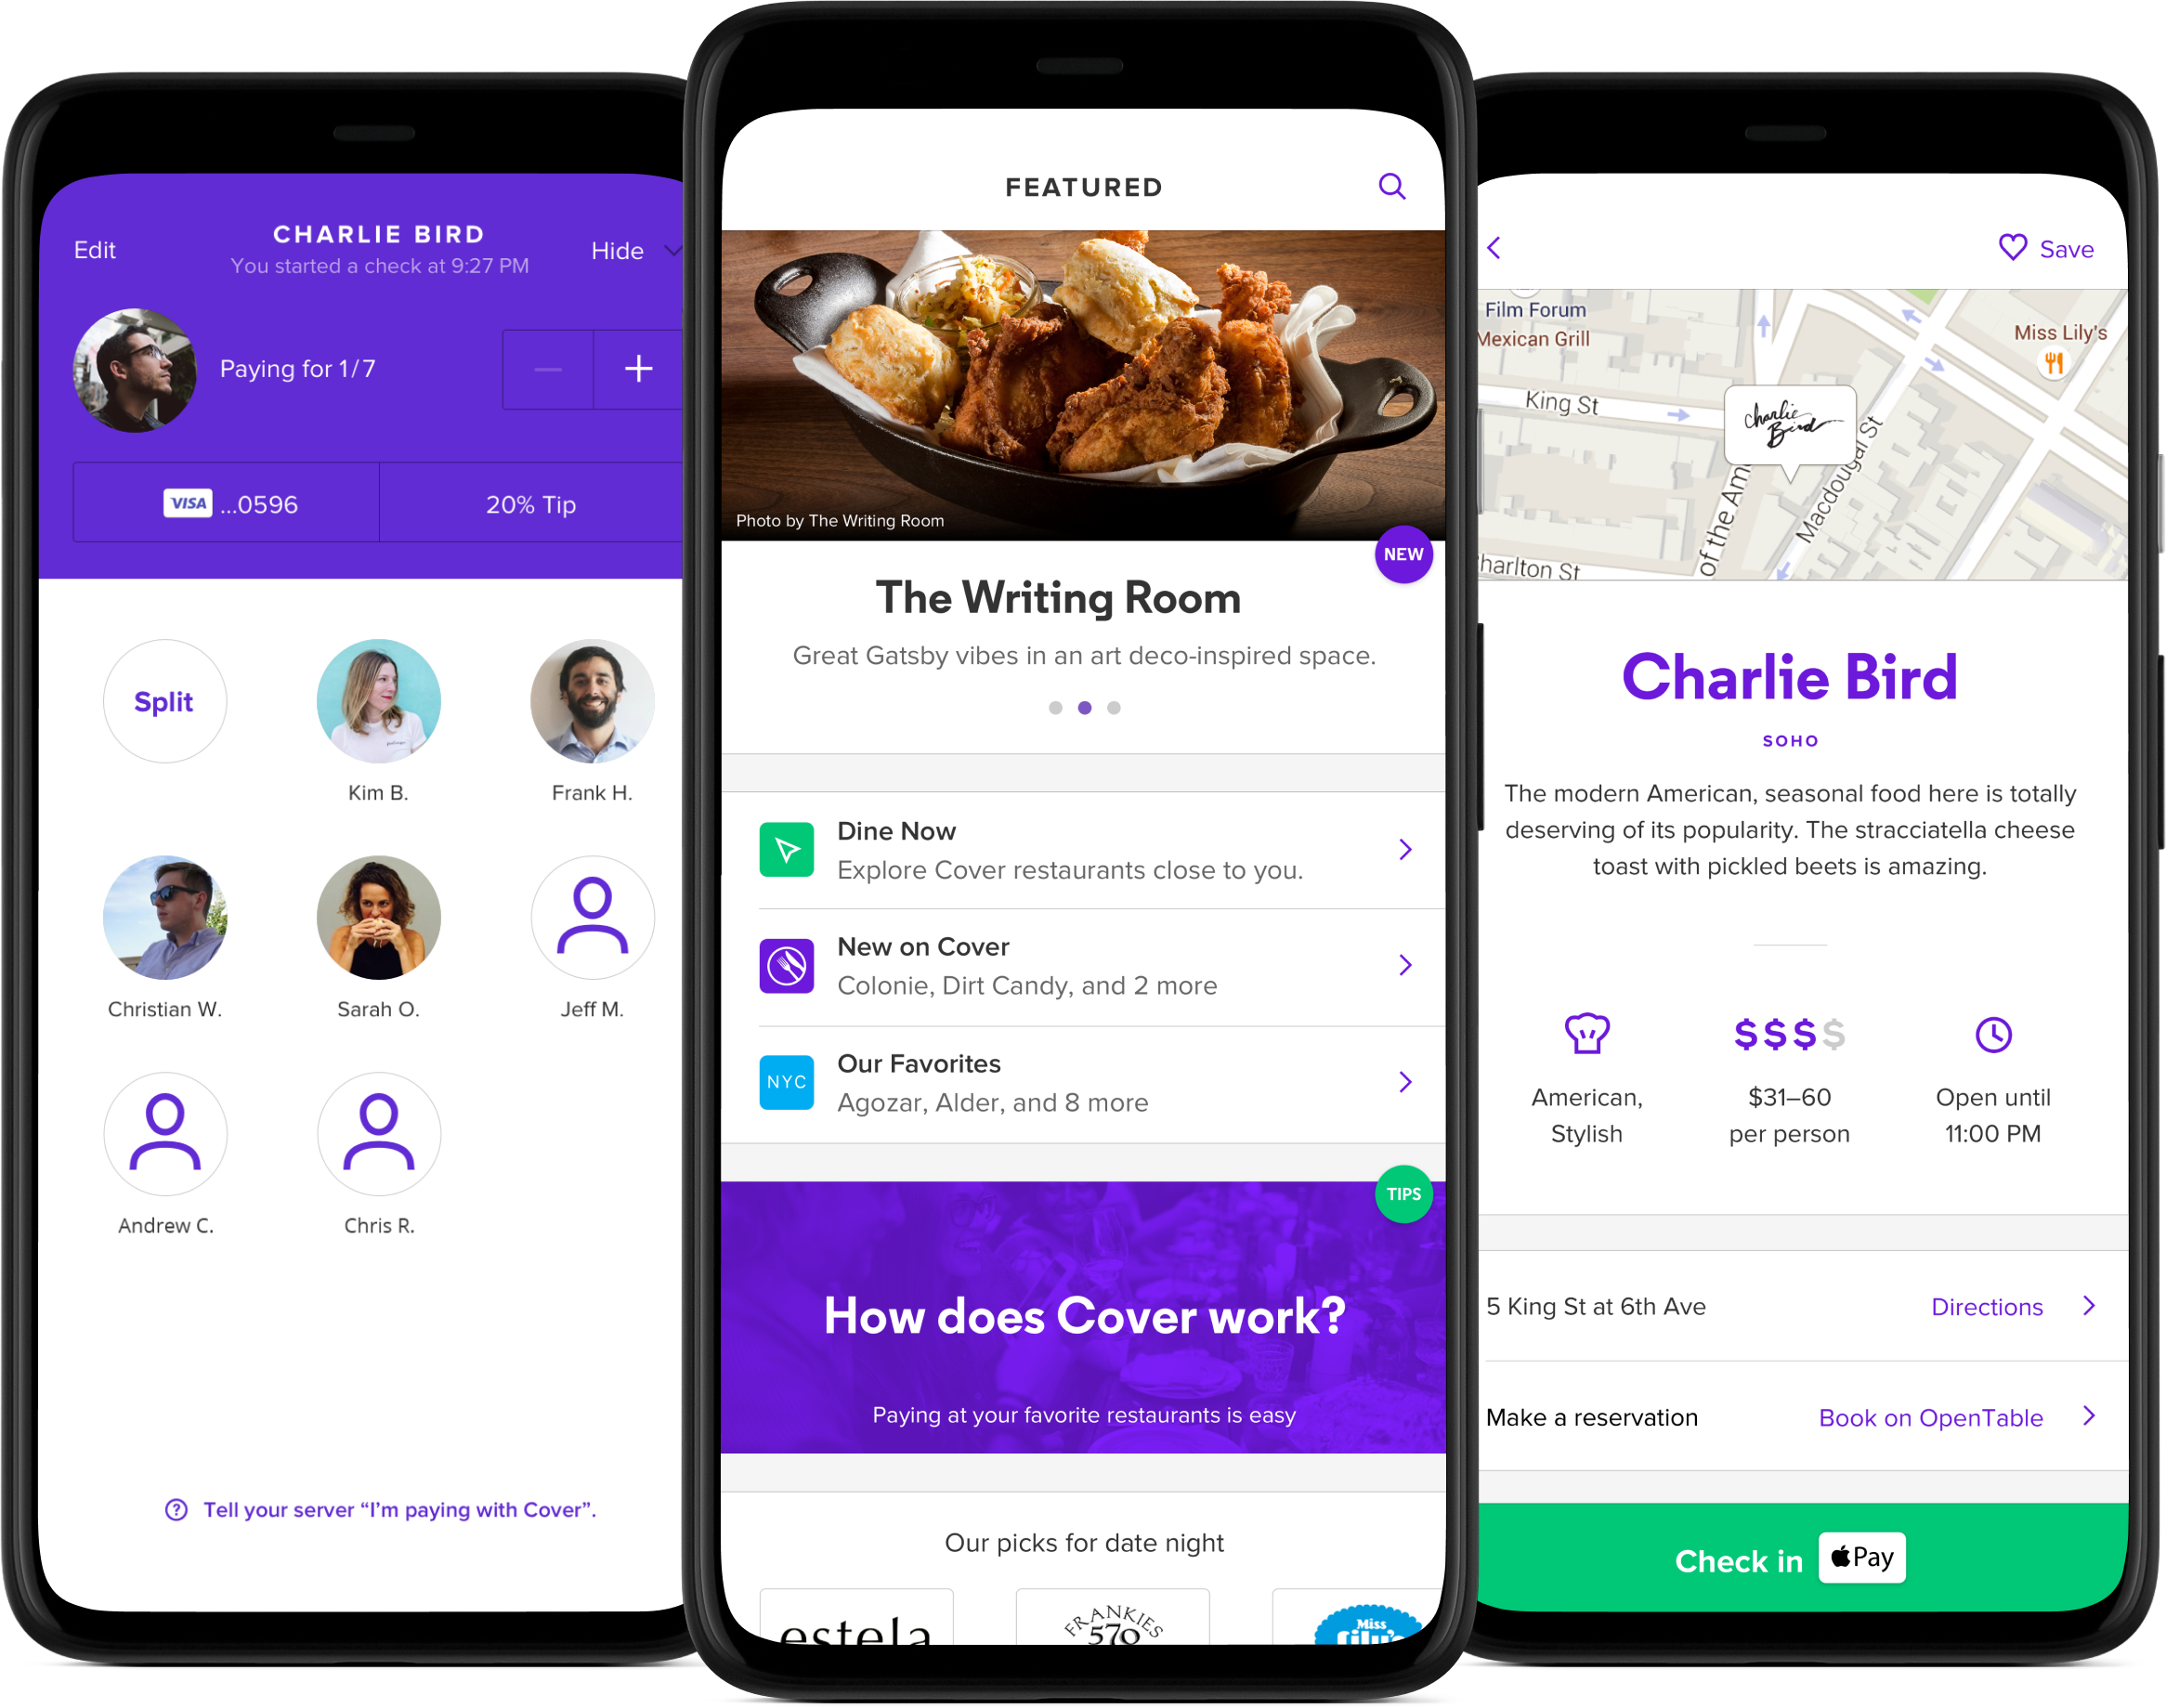 Edit
CHARLIE BIRD
You started a check at 9:27 PM
Hide
Paying for 1/7
VISA ...0596
20% Tip
Split
Kim B.
Frank H.
Christian W.
Sarah O.
Jeff M.
Andrew C.
Chris R.
Tell your server “I’m paying with Cover”.
FEATURED
Photo by The Writing Room
NEW
The Writing Room
Great Gatsby vibes in an art deco-inspired space.
Dine Now
Explore Cover restaurants close to you.
New on Cover
Colonie, Dirt Candy, and 2 more
NYC
Our Favorites
Agozar, Alder, and 8 more
TIPS
How does Cover work?
Paying at your favorite restaurants is easy
Our picks for date night
estela
FRANKIES
570
Miss
Lily's
Save
Film Forum
Mexican Grill
Miss Lily's
King St
Charlie
Bird
of the Am
Macdougal St
harlton St
Charlie Bird
SOHO
The modern American, seasonal food here is totally
deserving of its popularity. The stracciatella cheese
toast with pickled beets is amazing.
$$$$
American,
Stylish
$31–60
per person
Open until
11:00 PM
5 King St at 6th Ave
Directions
Make a reservation
Book on OpenTable
Check in
Pay